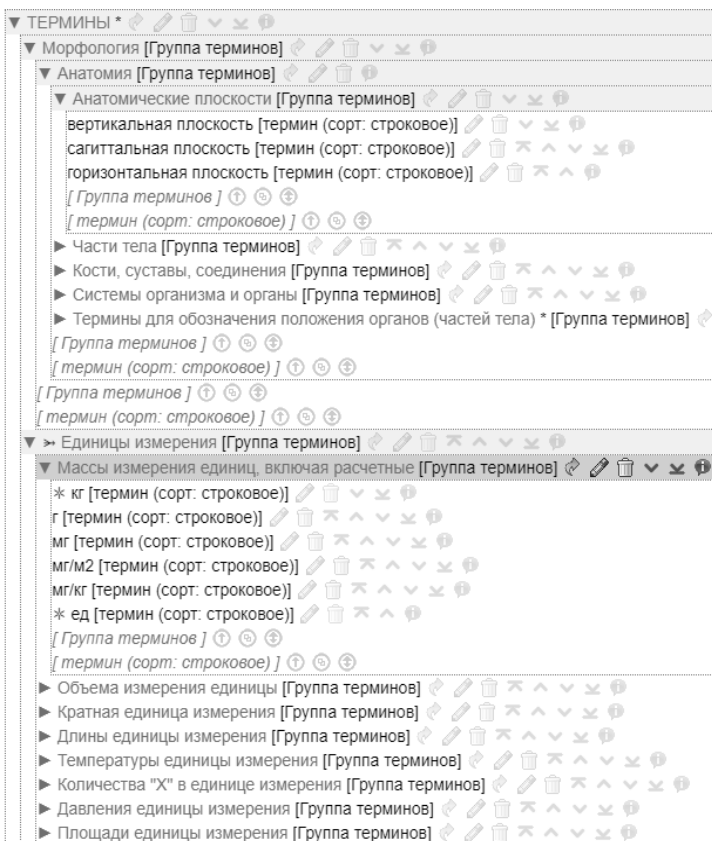 ТЕРМИНЫ *
Морфология [Группа терминов]
Анатомия [Группа терминов]
Анатомические плоскости [Группа терминов]
вертикальная плоскость [термин (сорт: строковое)]
сагиттальная плоскость [термин (сорт: строковое)]
горизонтальная плоскость [термин (сорт: строковое)]
[ Группа терминов ]
[ термин (сорт: строковое) ]
Части тела [Группа терминов]
Кости, суставы, соединения [Группа терминов]
Системы организма и органы [Группа терминов]
Термины для обозначения положения органов (частей тела) * [Группа терминов]
[ Группа терминов ]
[ термин (сорт: строковое) ]
[ Группа терминов ]
[ термин (сорт: строковое) ]
Единицы измерения [Группа терминов]
Массы измерения единиц, включая расчетные [Группа терминов]
* кг [термин (сорт: строковое)]
г [термин (сорт: строковое)]
мг [термин (сорт: строковое)]
мг/м2 [термин (сорт: строковое)]
мг/кг [термин (сорт: строковое)]
* ед [термин (сорт: строковое)]
[ Группа терминов ]
[ термин (сорт: строковое) ]
Объема измерения единицы [Группа терминов]
Кратная единица измерения [Группа терминов]
Длины единицы измерения [Группа терминов]
Температуры единицы измерения [Группа терминов]
Количества "Х" в единице измерения [Группа терминов]
Давления единицы измерения [Группа терминов]
Площади единицы измерения [Группа терминов]